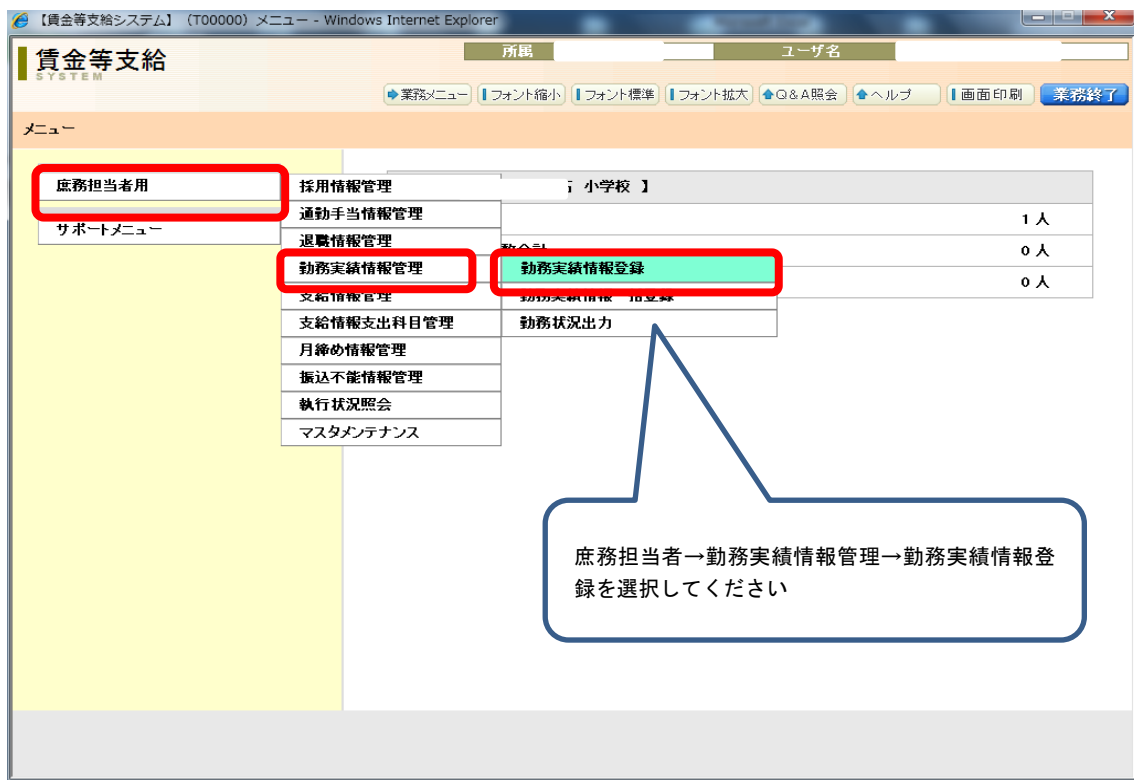 【賃金等支給システム】 (T00000) メニュー - Windows Internet Explorer
賃金等支給
SYSTEM
所属 ユーザ名
業務メニュー フォント縮小 フォント標準 フォント拡大 Q&A照会 ヘルプ 画面印刷 業務終了
メニュー
庶務担当者用
サポートメニュー
採用情報管理
通勤手当情報管理
退職情報管理
勤務実績情報管理
支給情報管理
支給情報支出科目管理
月締め情報管理
振込不能情報管理
執行状況照会
マスタメンテナンス
勤務実績情報登録
勤務実績情報一括登録
勤務状況出力
小学校 】
1 人
0 人
0 人
庶務担当者→勤務実績情報管理→勤務実績情報登
録を選択してください